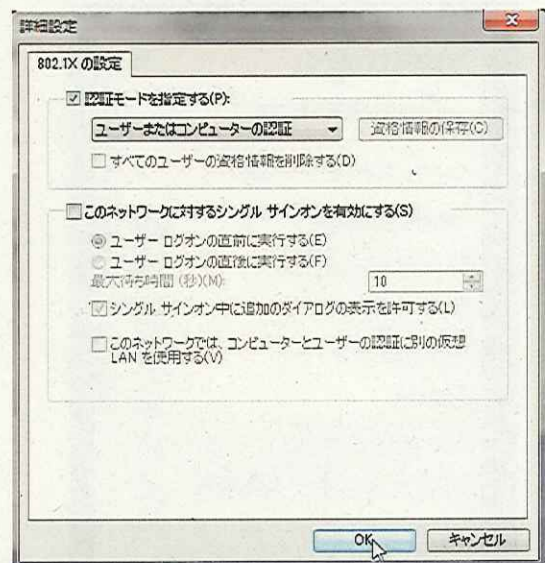 詳細設定
802.1X の設定
認証モードを指定する(P):
ユーザーまたはコンピューターの認証
資格情報の保存(C)
すべてのユーザーの資格情報を削除する(D)
このネットワークに対するシングル サインオンを有効にする(S)
ユーザー ログオンの直前に実行する(E)
ユーザー ログオンの直後に実行する(F)
最大待ち時間 (秒)(M):
10
シングル サインオン中に追加のダイアログの表示を許可する(L)
このネットワークでは、コンピューターとユーザーの認証に別の仮想
LAN を使用する(V)
OK
キャンセル